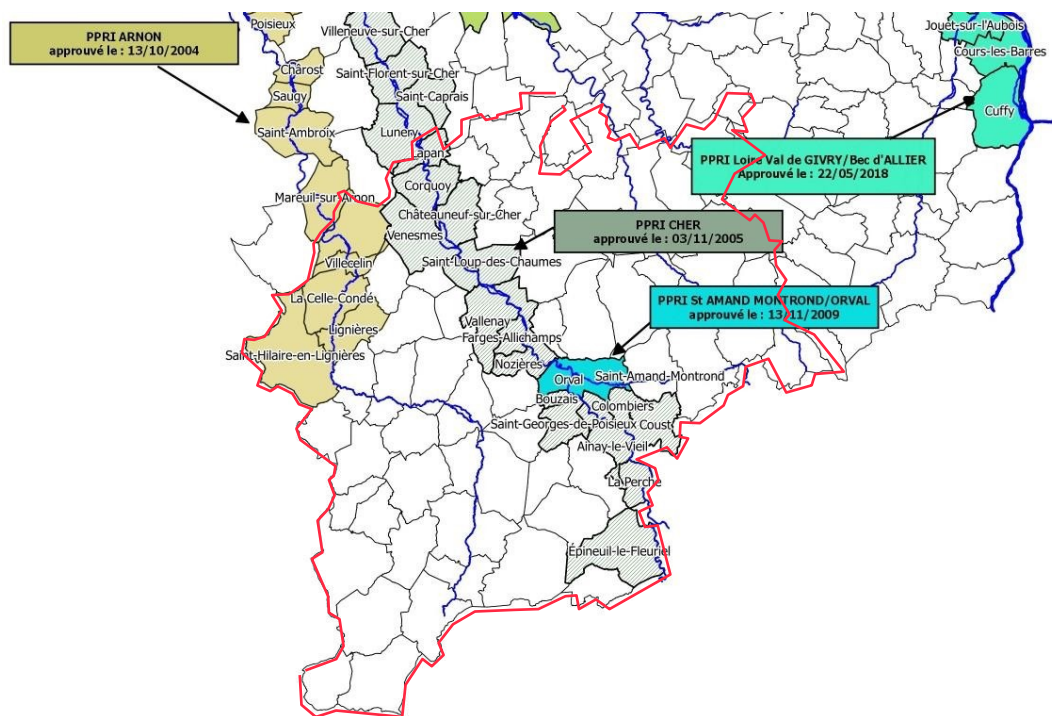 Poisieux
PPRI ARNON
approuvé le : 13/10/2004
Villeneuve-sur-Cher
Jouet-sur-l'Aubois
Cours-les-Barres
Chârost
Saint-Florent-sur-Cher
Saugy
Saint-Caprais
Cuffy
Saint-Ambroix
Lunery
Lapan
PPRI Loire Val de GIVRY/Bec d'ALLIER
Approuvé le : 22/05/2018
Corquoy
Mareuil-sur-Arnon
Châteauneuf-sur-Cher
PPRI CHER
approuvé le : 03/11/2005
Venesmes
Villecelin
Saint-Loup-des-Chaumes
La Celle-Condé
PPRI St AMAND MONTROND/ORVAL
approuvé le : 13/11/2009
Vallenay
Lignières
Farges-Allichamps
Saint-Hilaire-en-Lignières
Nozières
Orval
Saint-Amand-Montrond
Bouzais
Colombiers
Saint-Georges-de-Poisieux
Coust
Ainay-le-Vieil
La Perche
Épineuil-le-Fleuriel